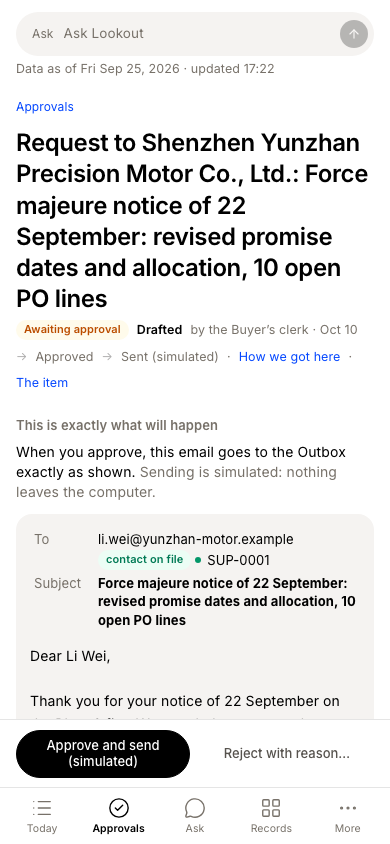 Ask Ask Lookout
Data as of Fri Sep 25, 2026 · updated 17:22
Approvals
Request to Shenzhen Yunzhan
Precision Motor Co., Ltd.: Force
majeure notice of 22
September: revised promise
dates and allocation, 10 open
PO lines
Awaiting approval Drafted by the Buyer's clerk · Oct 10
→ Approved → Sent (simulated) · How we got here ·
The item
This is exactly what will happen
When you approve, this email goes to the Outbox
exactly as shown. Sending is simulated: nothing
leaves the computer.
To li.wei@yunzhan-motor.example
contact on file SUP-0001
Subject Force majeure notice of 22 September:
revised promise dates and allocation, 10
open PO lines
Dear Li Wei,
Thank you for your notice of 22 September on
Approve and send
(simulated)
Reject with reason...
Today Approvals Ask Records More